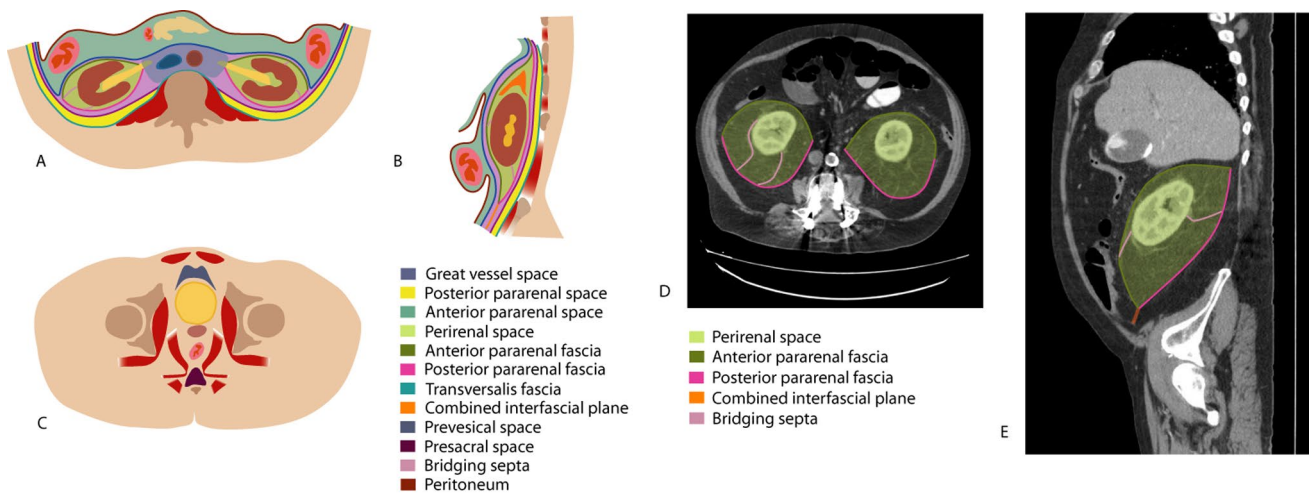 A
B
C
Great vessel space
Posterior pararenal space
Anterior pararenal space
Perirenal space
Anterior pararenal fascia
Posterior pararenal fascia
Transversalis fascia
Combined interfascial plane
Prevesical space
Presacral space
Bridging septa
Peritoneum
D
Perirenal space
Anterior pararenal fascia
Posterior pararenal fascia
Combined interfascial plane
Bridging septa
E